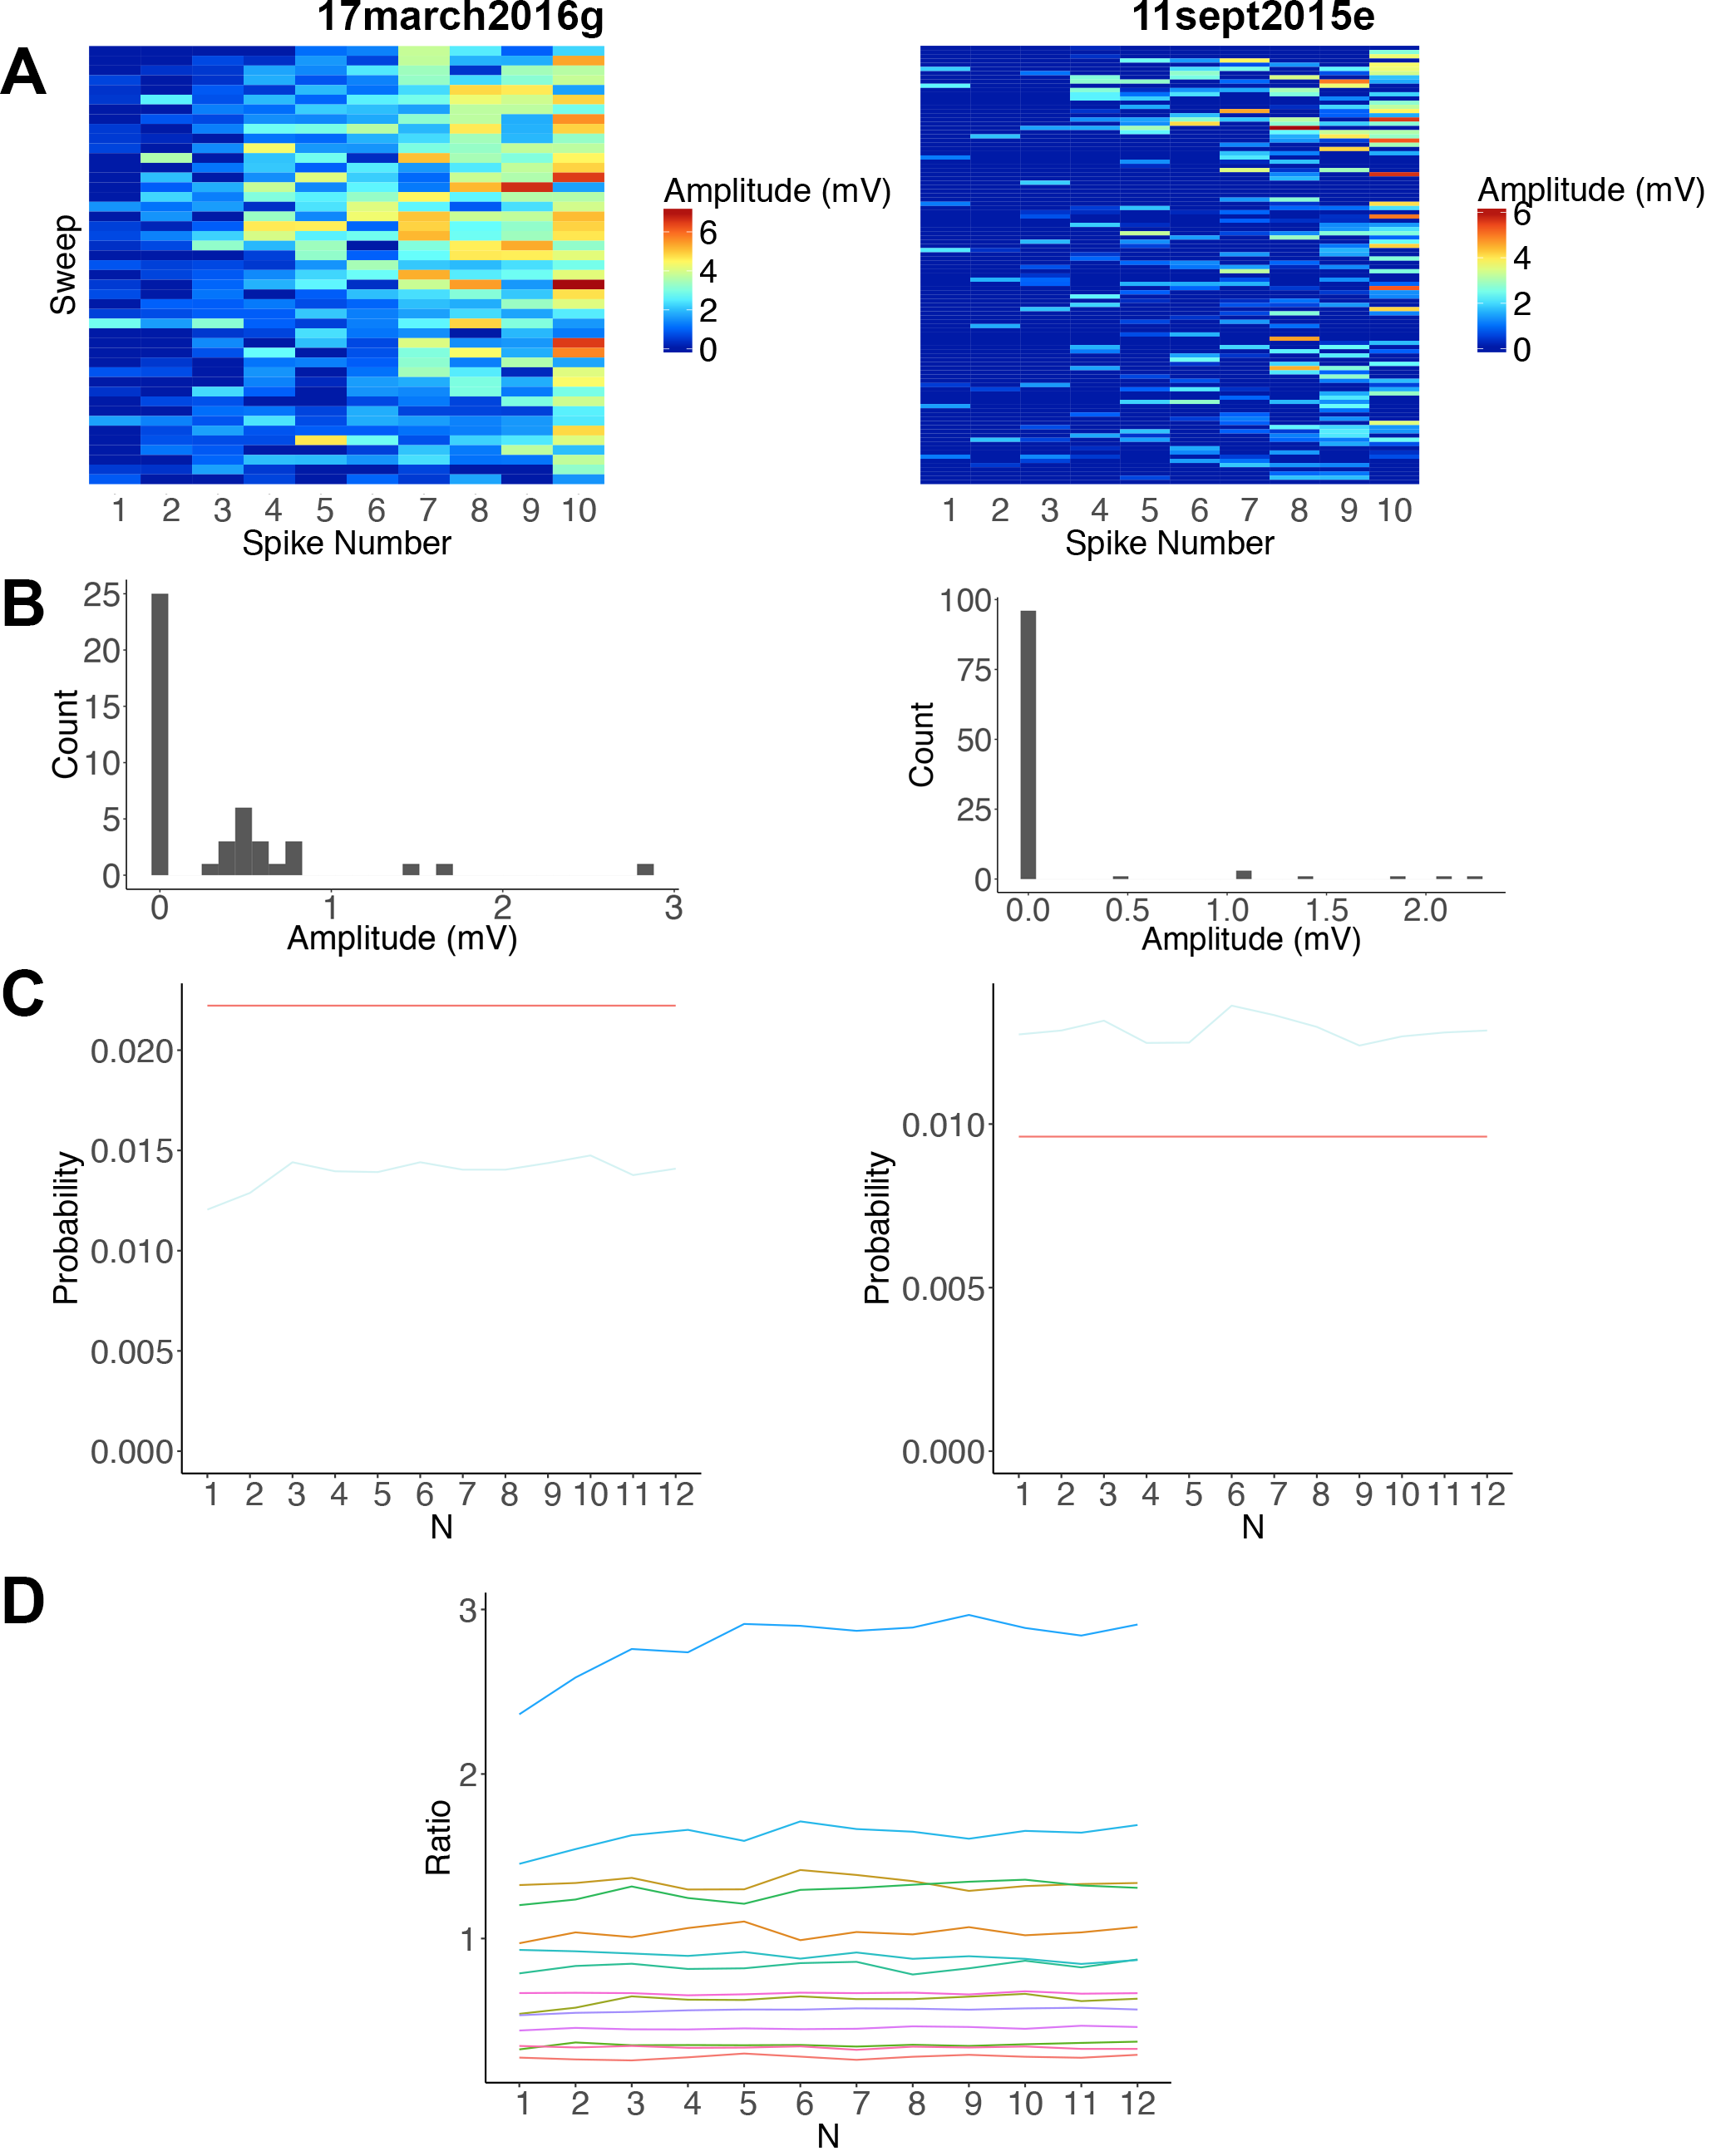 17march2016g
11sept2015e
A
Sweep
1 2 3 4 5 6 7 8 9 10
Spike Number
Amplitude (mV)
6
4
2
0
1 2 3 4 5 6 7 8 9 10
Spike Number
Amplitude (mV)
6
4
2
0
B
Count
25
20
15
10
5
0
0 1 2 3
Amplitude (mV)
Count
100
75
50
25
0
0.0 0.5 1.0 1.5 2.0
Amplitude (mV)
C
Probability
0.020
0.015
0.010
0.005
0.000
1 2 3 4 5 6 7 8 9 10 11 12
N
Probability
0.010
0.005
0.000
1 2 3 4 5 6 7 8 9 10 11 12
N
D
Ratio
3
2
1
1 2 3 4 5 6 7 8 9 10 11 12
N